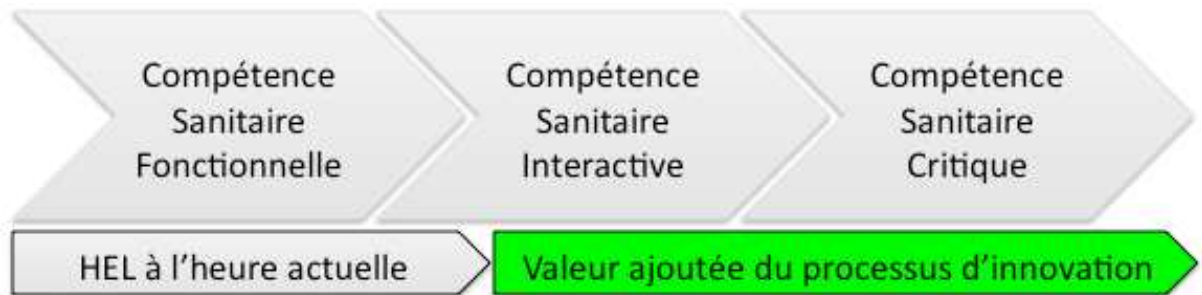 Compétence
Sanitaire
Fonctionnelle
Compétence
Sanitaire
Interactive
Compétence
Sanitaire
Critique
HEL à l’heure actuelle
Valeur ajoutée du processus d’innovation